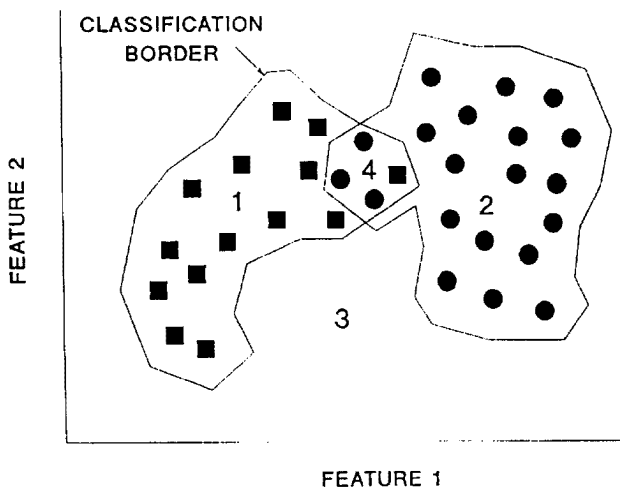 CLASSIFICATION
BORDER
4
1
2
3
FEATURE 2
FEATURE 1